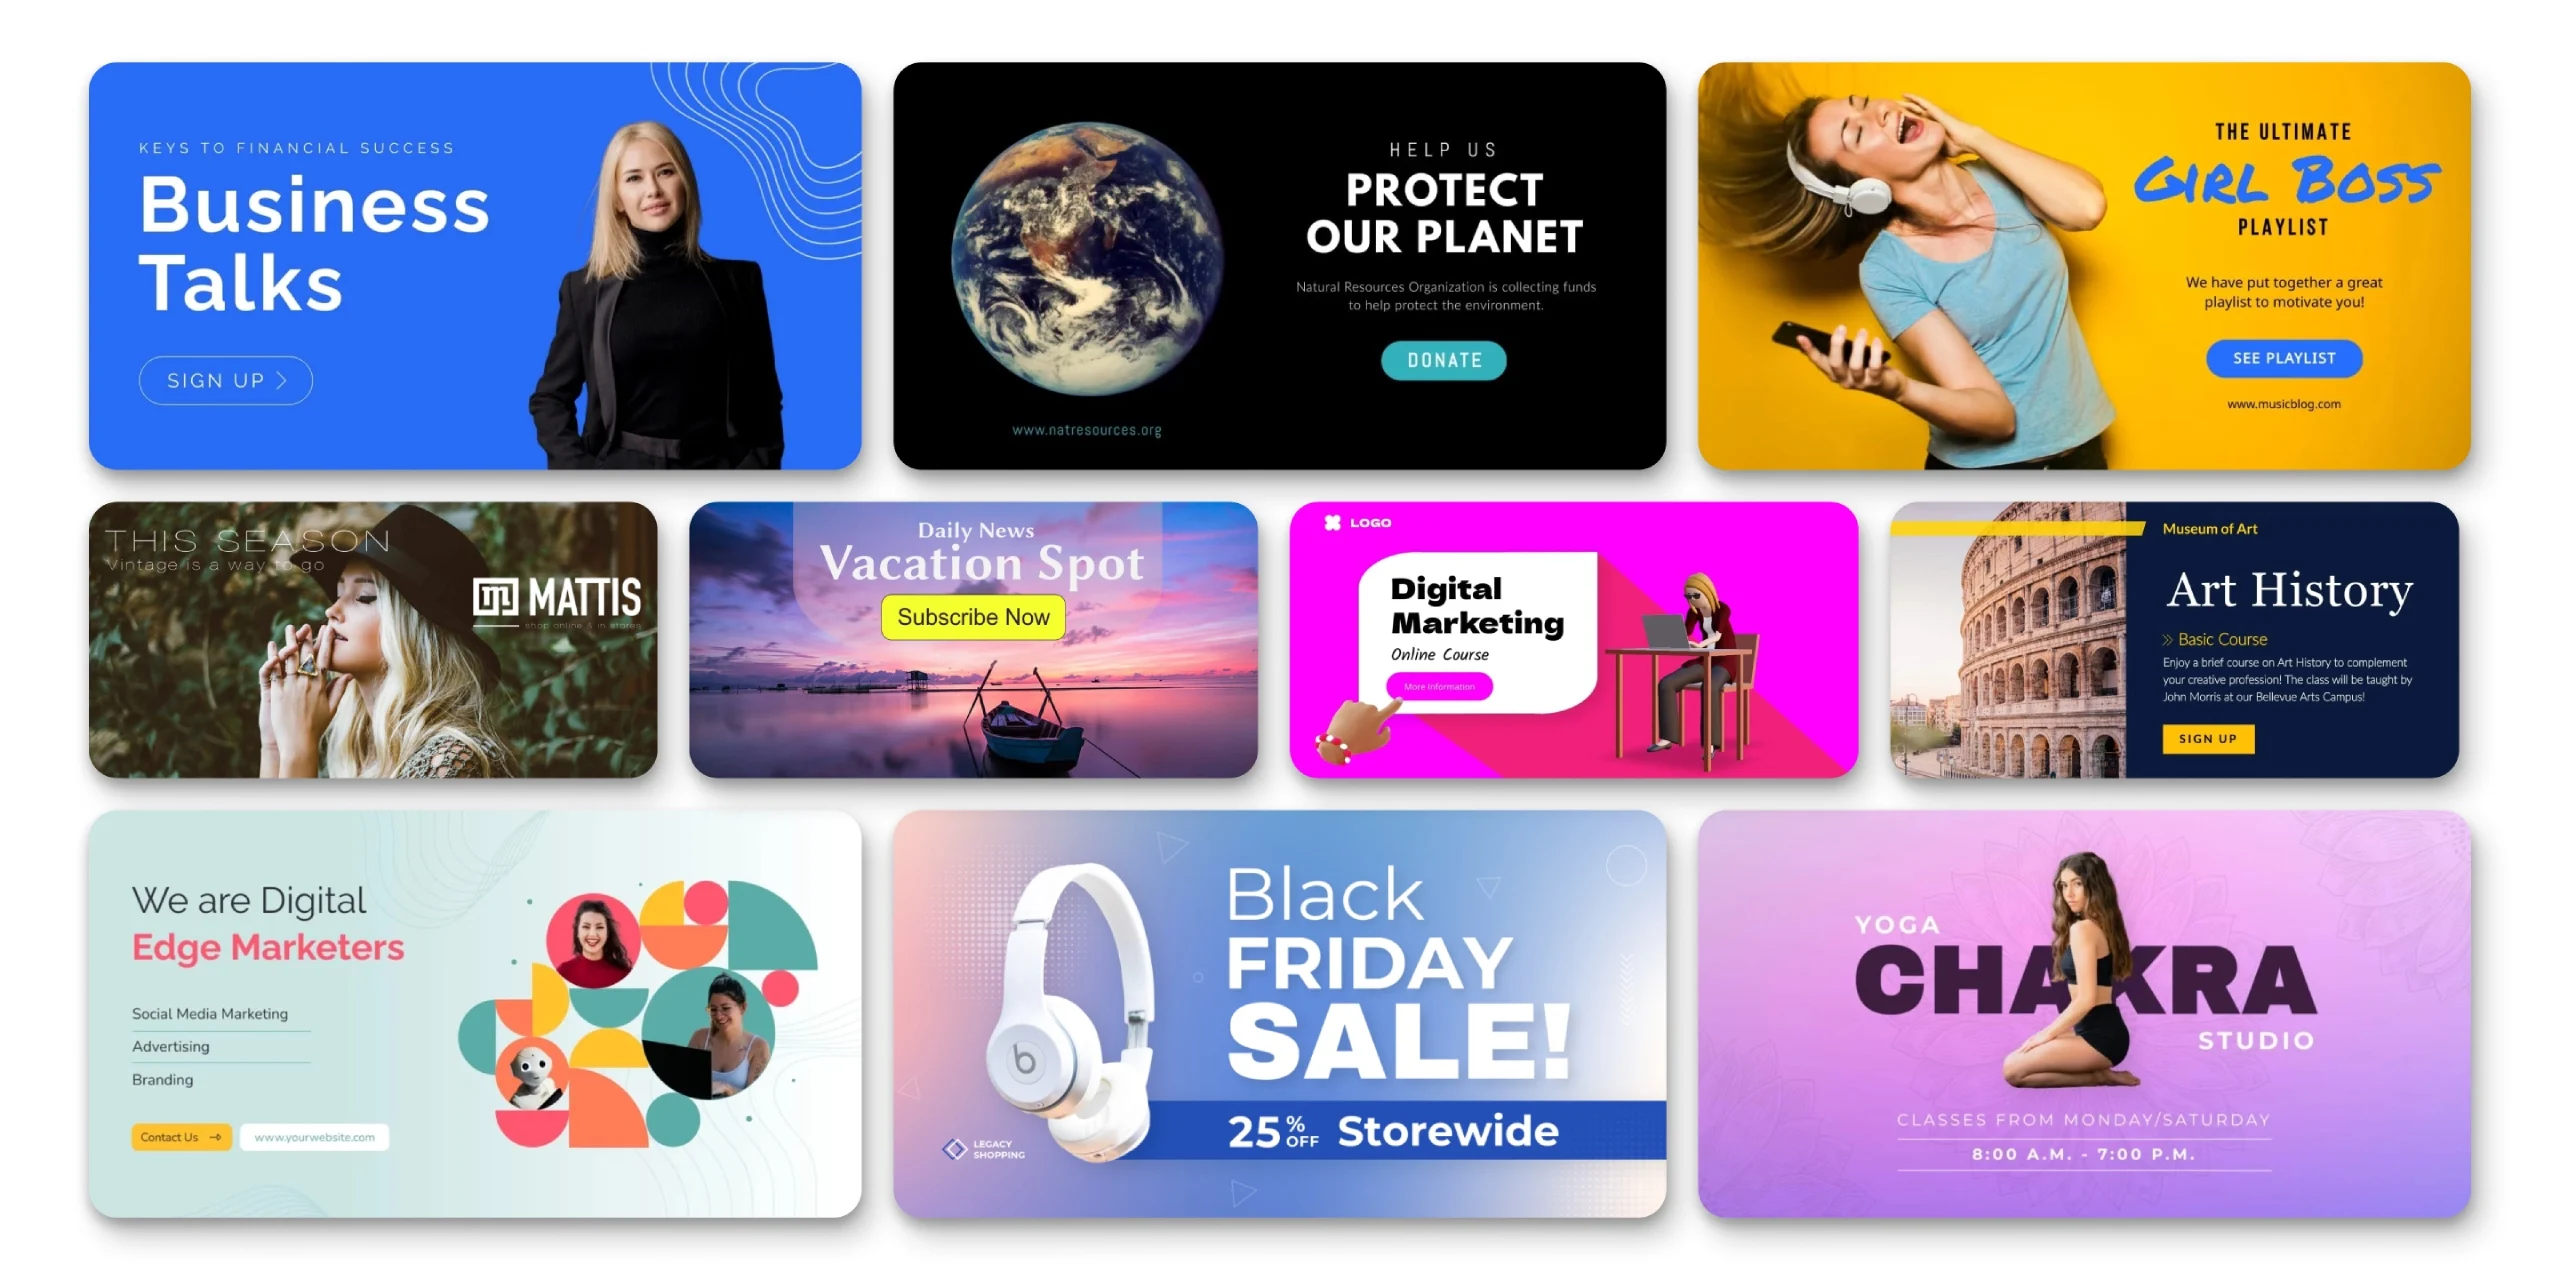 KEYS TO FINANCIAL SUCCESS
Business
Talks
SIGN UP
HELP US
PROTECT
OUR PLANET
Natural Resources Organization is collecting funds
to help protect the environment.
DONATE
www.natresources.org
THE ULTIMATE
GIRL BOSS
PLAYLIST
We have put together a great
playlist to motivate you!
SEE PLAYLIST
www.musicblog.com
THIS SEASON
Vintage is a way to go
m MATTIS
shop online & in stores
Daily News
Vacation Spot
Subscribe Now
LOGO
Digital
Marketing
Online Course
More Information
Museum of Art
Art History
Basic Course
Enjoy a brief course on Art History to complement
your creative profession! The class will be taught by
John Morris at our Bellevue Arts Campus!
SIGN UP
We are Digital
Edge Marketers
Social Media Marketing
Advertising
Branding
Contact Us
www.yourwebsite.com
Black
FRIDAY
SALE!
25% OFF Storewide
b
LEGACY
SHOPPING
YOGA
CHAKRA
STUDIO
CLASSES FROM MONDAY/SATURDAY
8:00 A.M. - 7:00 P.M.